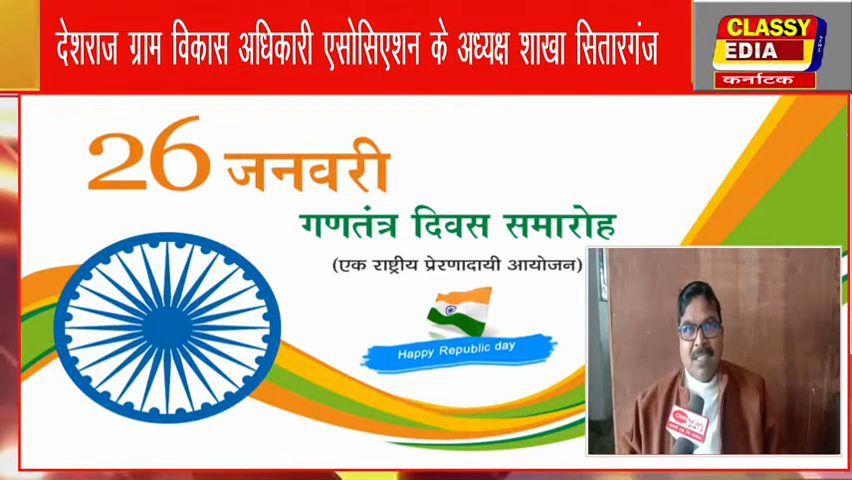 देशराज ग्राम विकास अधिकारी एसोसिएशन के अध्यक्ष शाखा सितारगंज
CLASSY
EDIA
कर्नाटक
26 जनवरी
गणतंत्र दिवस समारोह
(एक राष्ट्रीय प्रेरणादायी आयोजन)
Happy Republic day